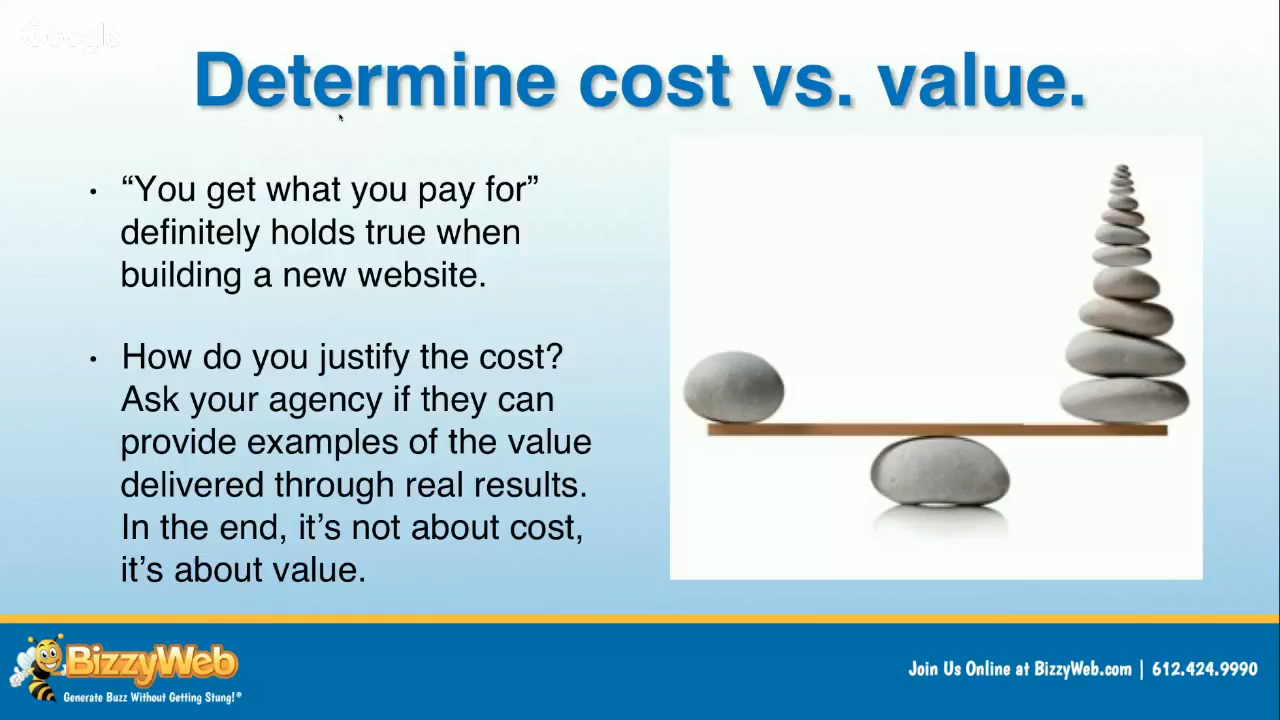 Google
Determine cost vs. value.
• “You get what you pay for”
definitely holds true when
building a new website.
• How do you justify the cost?
Ask your agency if they can
provide examples of the value
delivered through real results.
In the end, it’s not about cost,
it’s about value.
BizzyWeb
Generate Buzz Without Getting Stung!®
Join Us Online at BizzyWeb.com | 612.424.9990